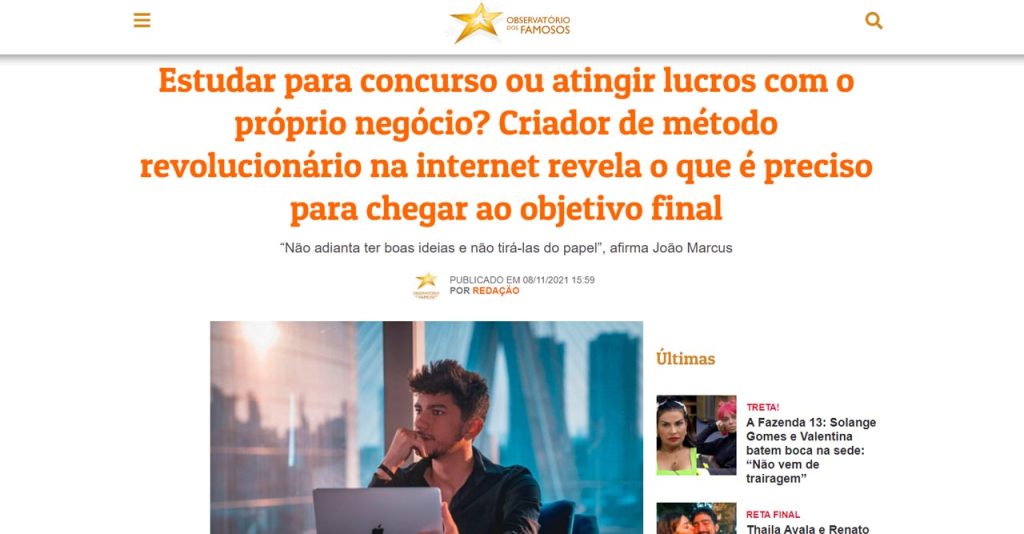 OBSERVATÓRIO
DOS FAMOSOS
Estudar para concurso ou atingir lucros com o
próprio negócio? Criador de método
revolucionário na internet revela o que é preciso
para chegar ao objetivo final
“Não adianta ter boas ideias e não tirá-las do papel”, afirma João Marcus
PUBLICADO EM 08/11/2021 15:59
POR REDAÇÃO
Últimas
TRETA!
A Fazenda 13: Solange
Gomes e Valentina
batem boca na sede:
“Não vem de
trairagem”
RETA FINAL
Thaila Ayala e Renato